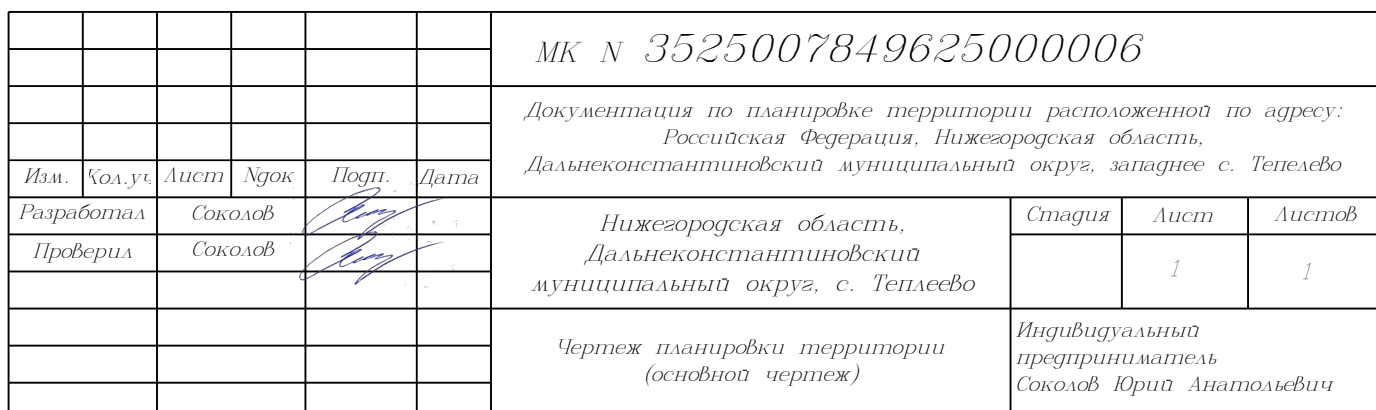 МК N 3525007849625000006
Документация по планировке территории расположенной по адресу:
Российская Федерация, Нижегородская область,
Дальнеконстантиновский муниципальный округ, западнее с. Тепелево
Изм. Кол.уч Лист Nдок Подп. Дата
Разработал Соколов
Проверил Соколов
Нижегородская область,
Дальнеконстантиновский
муниципальный округ, с. Теплеево
Стадия Лист Листов
1 1
Чертеж планировки территории
(основной чертеж)
Индивидуальный
предприниматель
Соколов Юрий Анатольевич